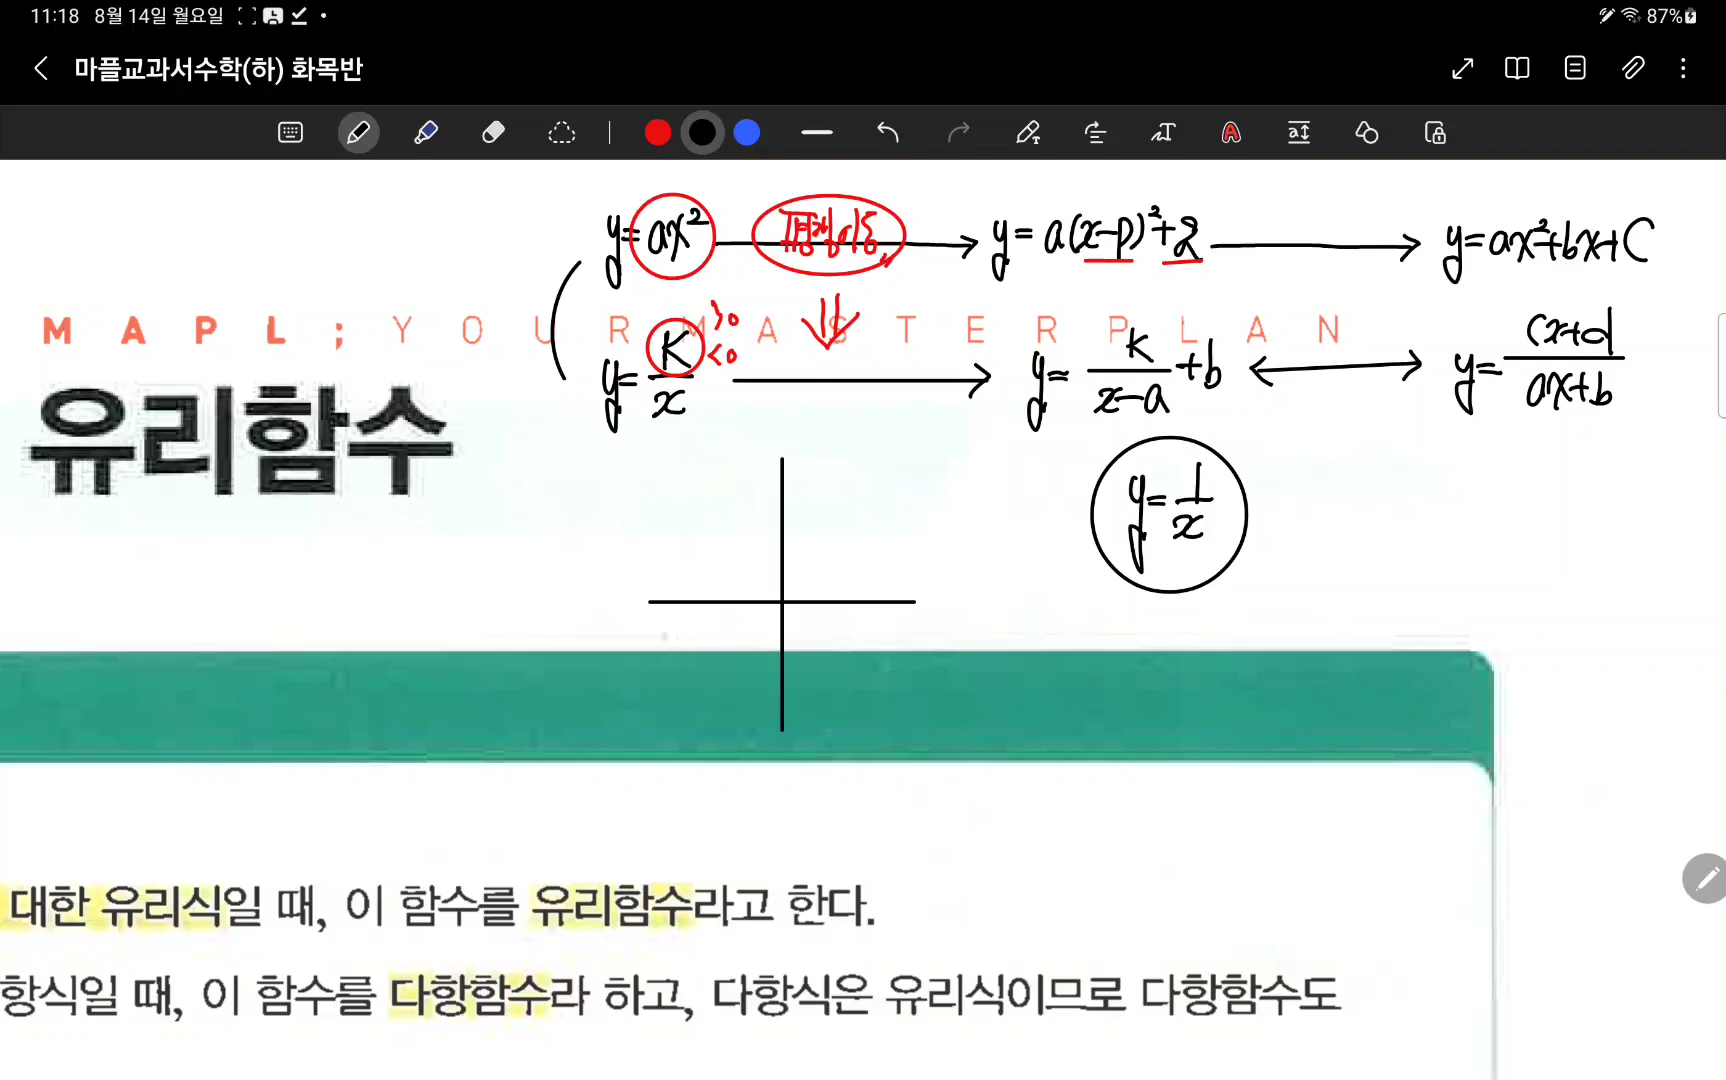 11:18 8월 14일 월요일
87%
마플교과서수학(하) 화목반
y=ax² 평행이동 y=a(x-p)²+q y=ax²+bx+C
MAPL; YOUR MASTER PLAN
y=K/x >0 <0 y=k/(x-a)+b y=(cx+d)/(ax+b)
유리함수
y=1/x
대한 유리식일 때, 이 함수를 유리함수라고 한다.
항식일 때, 이 함수를 다항함수라 하고, 다항식은 유리식이므로 다항함수도